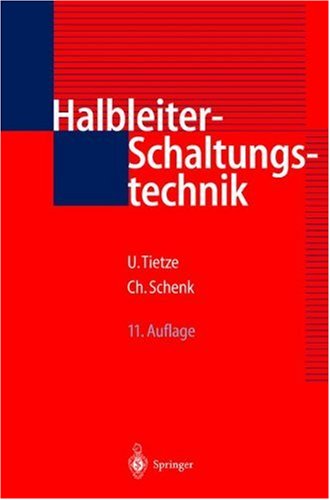 Halbleiter-
Schaltungs-
technik
U. Tietze
Ch. Schenk
11. Auflage
Springer